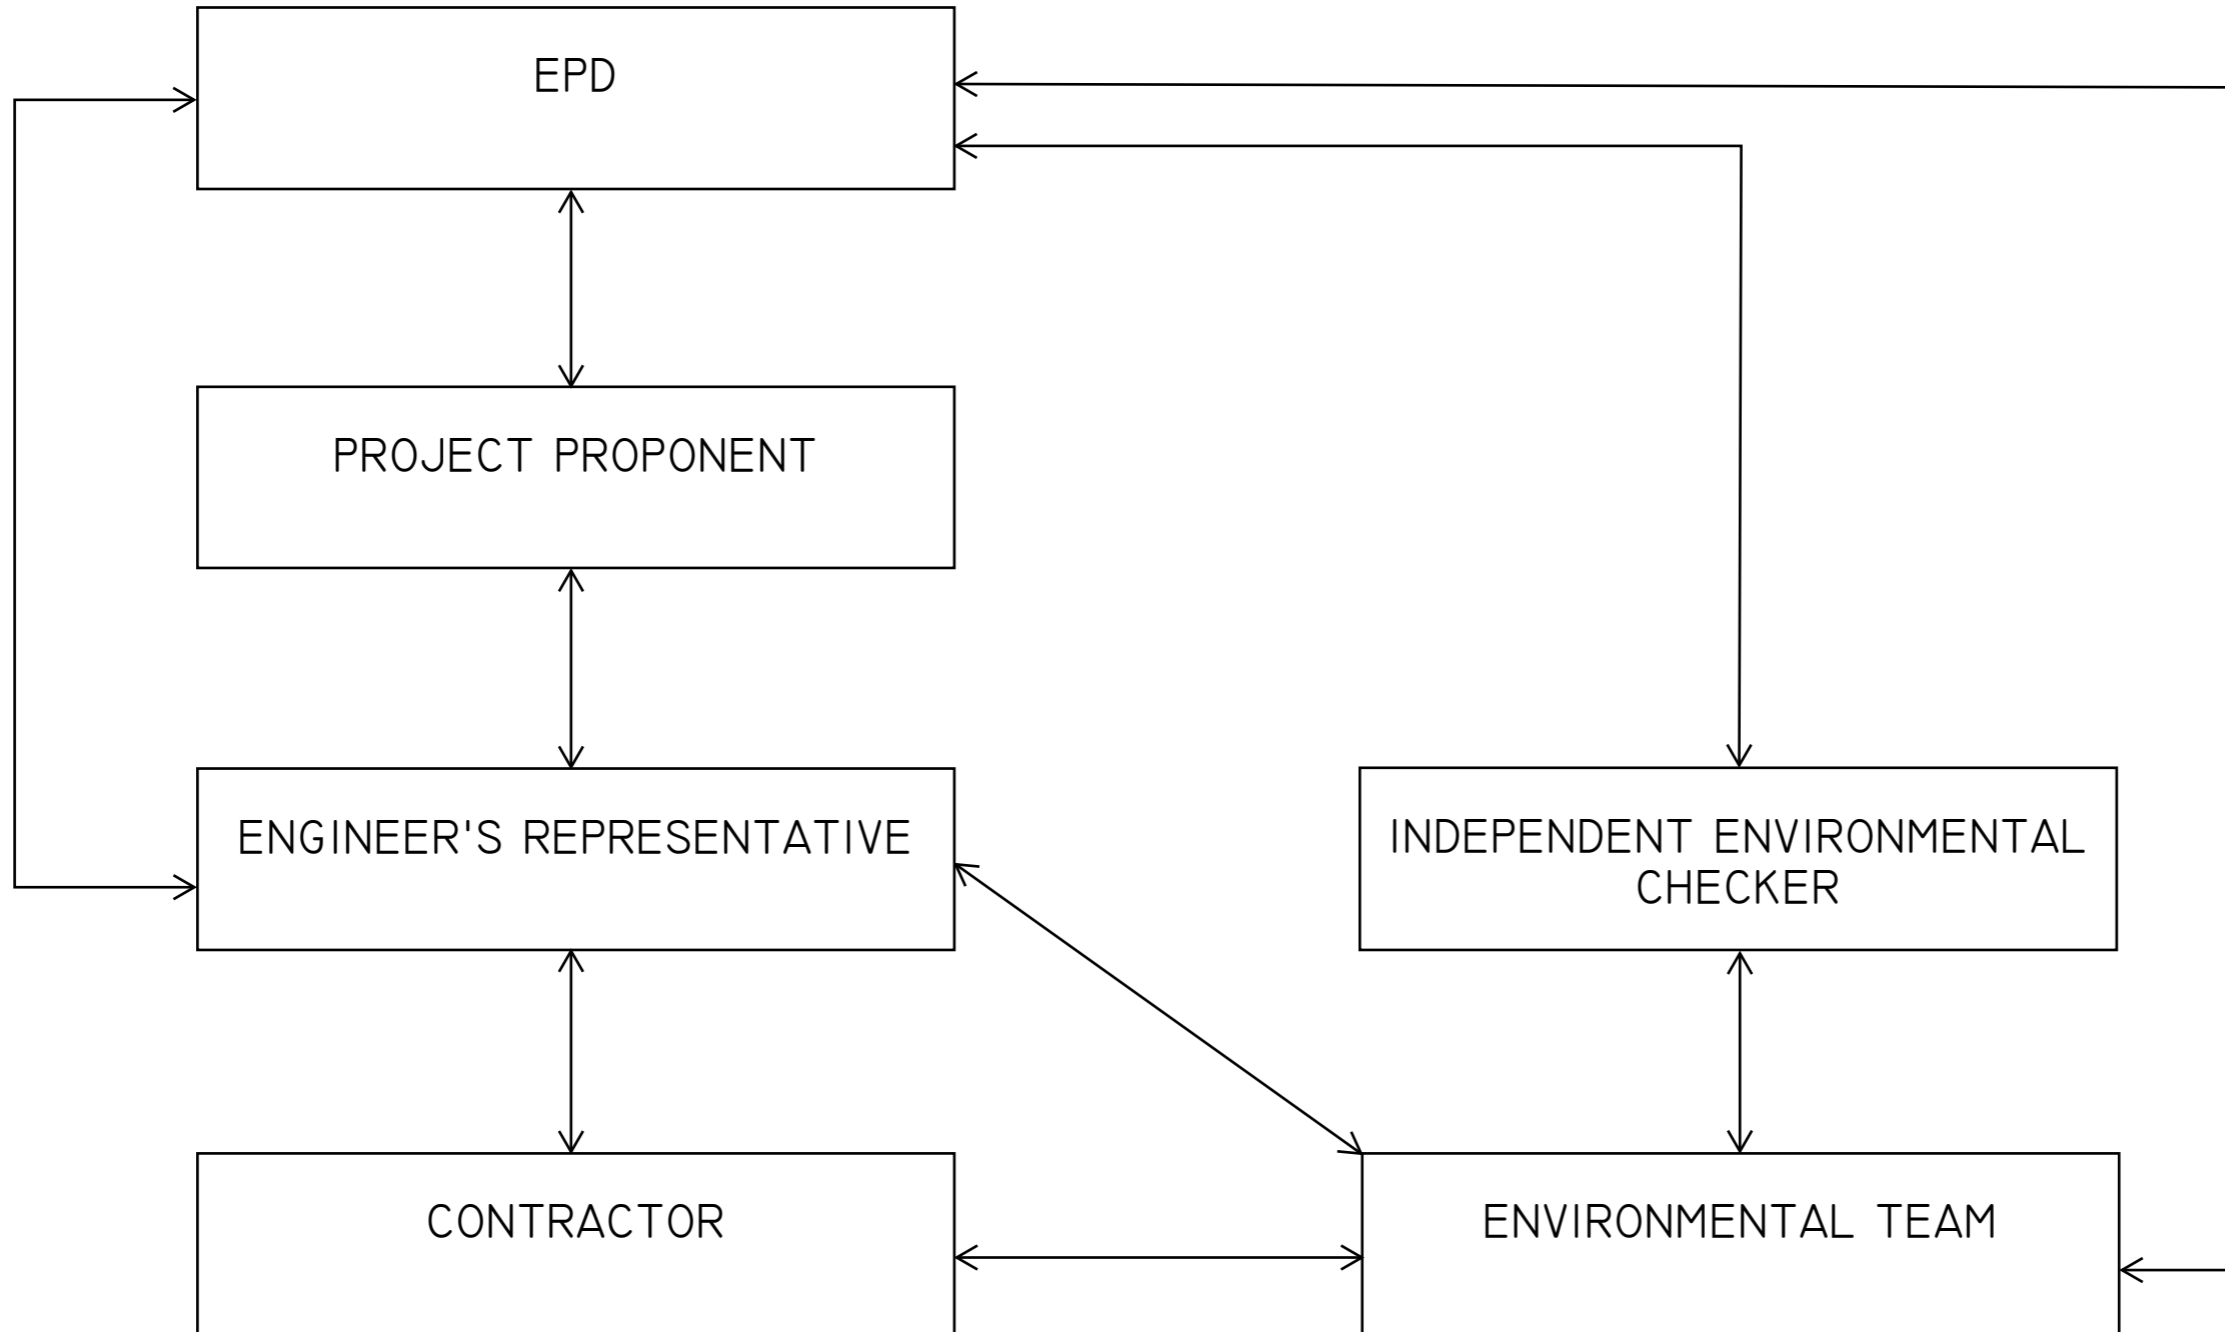 EPD
PROJECT PROPONENT
ENGINEER'S REPRESENTATIVE
INDEPENDENT ENVIRONMENTAL
CHECKER
CONTRACTOR
ENVIRONMENTAL TEAM